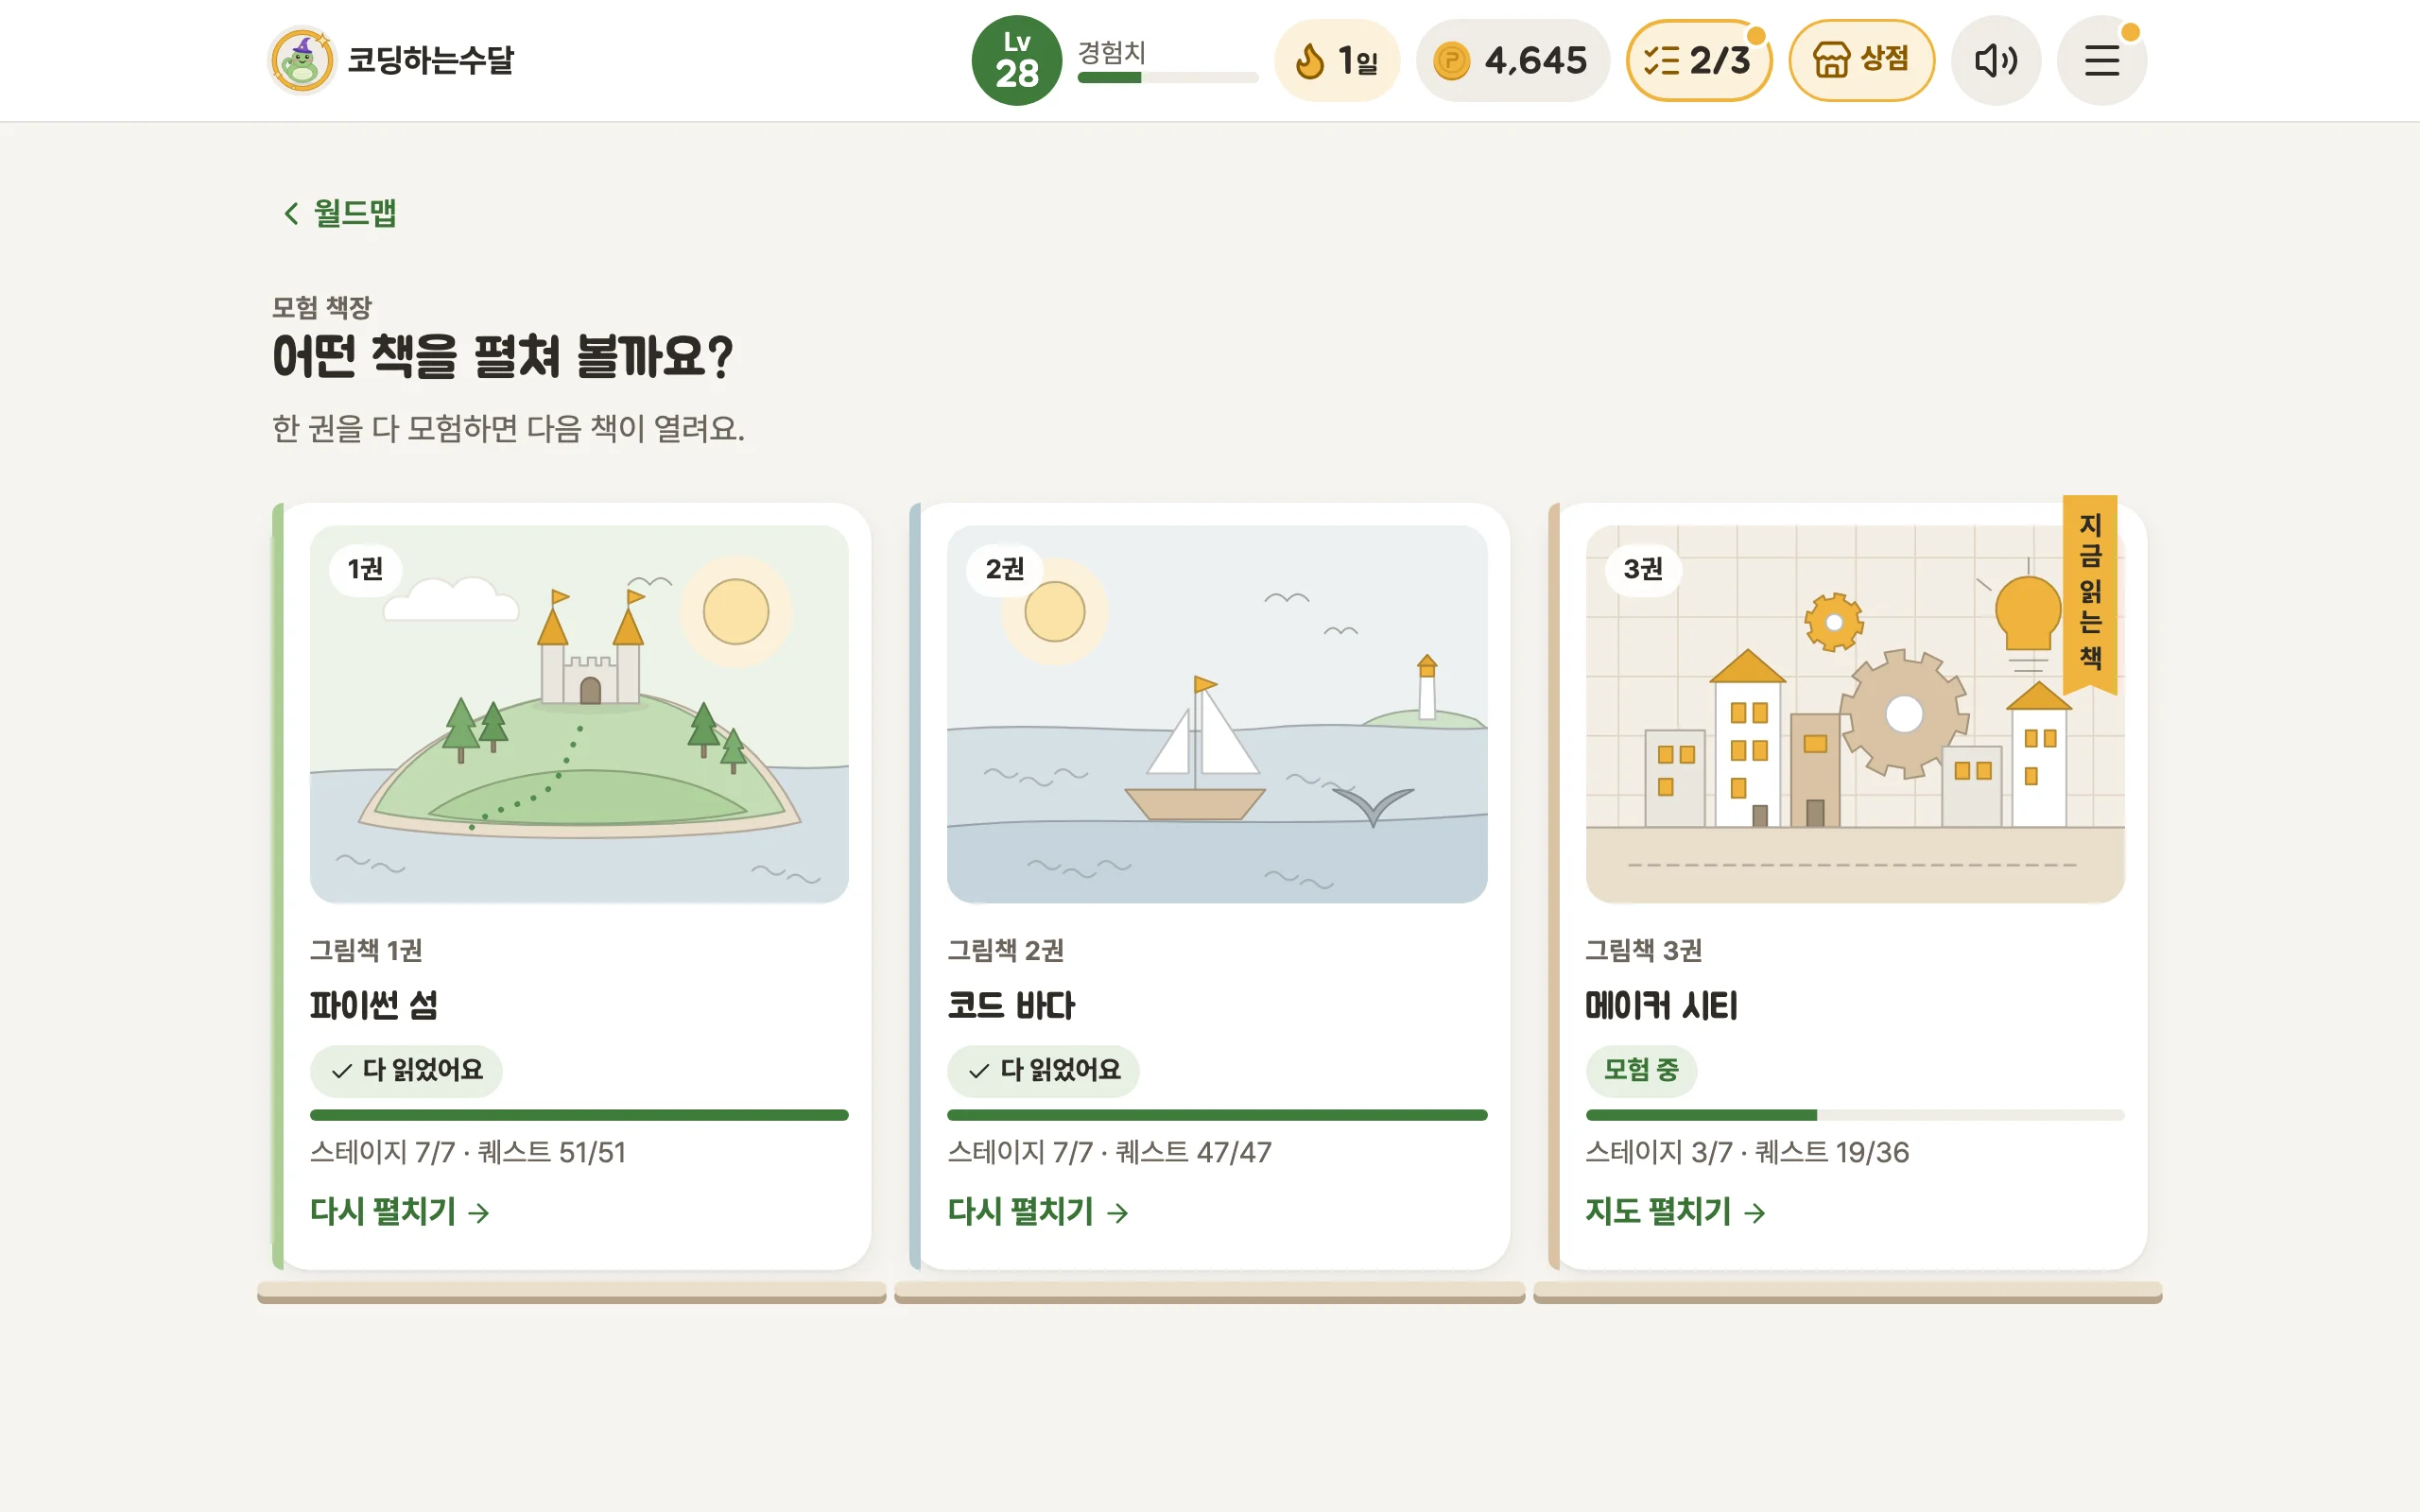 코딩하는수달
Lv
28
경험치
1일
4,645
2/3
상점
월드맵
모험 책장
어떤 책을 펼쳐 볼까요?
한 권을 다 모험하면 다음 책이 열려요.
1권
그림책 1권
파이썬 섬
다 읽었어요
스테이지 7/7 · 퀘스트 51/51
다시 펼치기 →
2권
그림책 2권
코드 바다
다 읽었어요
스테이지 7/7 · 퀘스트 47/47
다시 펼치기 →
3권
지금 읽는 책
그림책 3권
메이커 시티
모험 중
스테이지 3/7 · 퀘스트 19/36
지도 펼치기 →